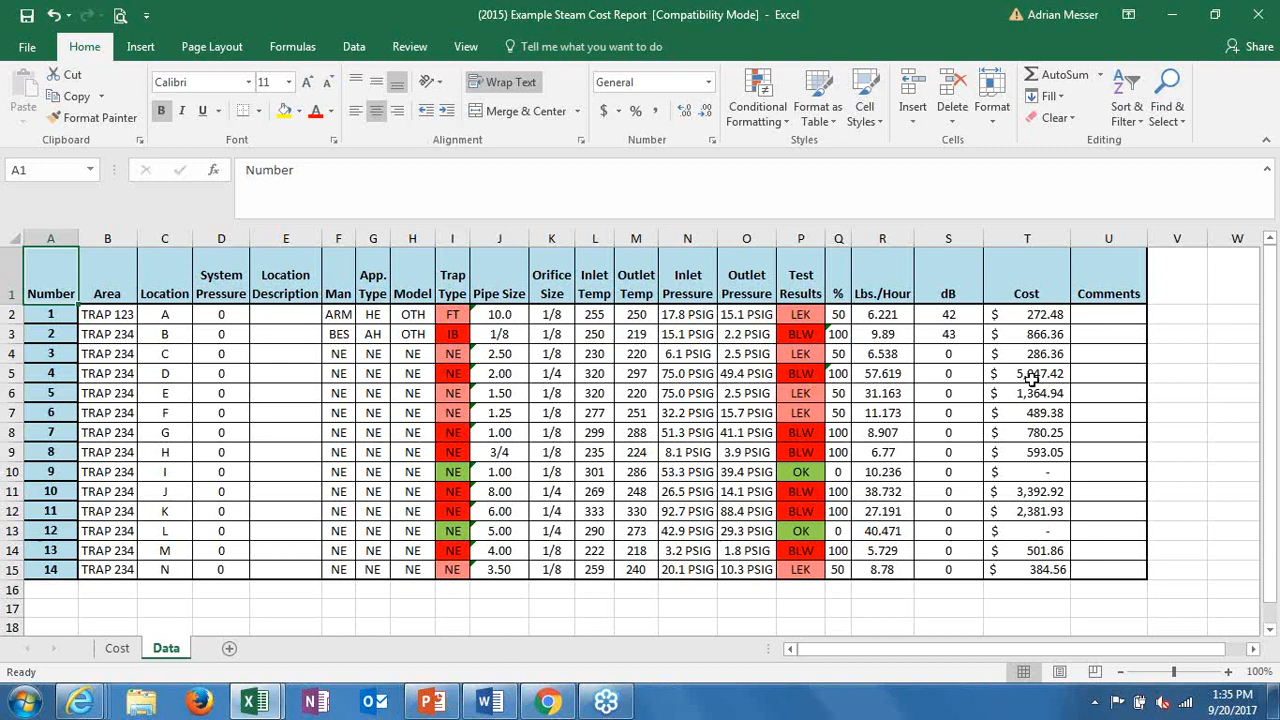 (2015) Example Steam Cost Report [Compatibility Mode] - Excel
Adrian Messer
File Home Insert Page Layout Formulas Data Review View Tell me what you want to do Share
Paste Cut Copy Format Painter Clipboard
Calibri 11 B I U A Font
Wrap Text Merge & Center Alignment
General $ % , Number
Conditional Formatting Format as Table Cell Styles Styles
Insert Delete Format Cells
AutoSum Fill Clear Sort & Filter Find & Select Editing
A1 fx Number
A B C D E F G H I J K L M N O P Q R S T U V W
1 Number Area Location System Pressure Location Description Man App. Type Model Trap Type Pipe Size Orifice Size Inlet Temp Outlet Temp Inlet Pressure Outlet Pressure Test Results % Lbs./Hour dB Cost Comments
2 1 TRAP 123 A 0 ARM HE OTH FT 10.0 1/8 255 250 17.8 PSIG 15.1 PSIG LEK 50 6.221 42 $ 272.48
3 2 TRAP 234 B 0 BES AH OTH IB 1/8 1/8 250 219 15.1 PSIG 2.2 PSIG BLW 100 9.89 43 $ 866.36
4 3 TRAP 234 C 0 NE NE NE NE 2.50 1/8 230 220 6.1 PSIG 2.5 PSIG LEK 50 6.538 0 $ 286.36
5 4 TRAP 234 D 0 NE NE NE NE 2.00 1/4 320 297 75.0 PSIG 49.4 PSIG BLW 100 57.619 0 $
6 5 TRAP 234 E 0 NE NE NE NE 1.50 1/8 320 220 75.0 PSIG 2.5 PSIG LEK 50 31.163 0 $ 1,364.94
7 6 TRAP 234 F 0 NE NE NE NE 1.25 1/8 277 251 32.2 PSIG 15.7 PSIG LEK 50 11.173 0 $ 489.38
8 7 TRAP 234 G 0 NE NE NE NE 1.00 1/8 299 288 51.3 PSIG 41.1 PSIG BLW 100 8.907 0 $ 780.25
9 8 TRAP 234 H 0 NE NE NE NE 3/4 1/8 235 224 8.1 PSIG 3.9 PSIG BLW 100 6.77 0 $ 593.05
10 9 TRAP 234 I 0 NE NE NE NE 1.00 1/8 301 286 53.3 PSIG 39.4 PSIG OK 0 10.236 0 $ -
11 10 TRAP 234 J 0 NE NE NE NE 8.00 1/4 269 248 26.5 PSIG 14.1 PSIG BLW 100 38.732 0 $ 3,392.92
12 11 TRAP 234 K 0 NE NE NE NE 6.00 1/4 333 330 92.7 PSIG 88.4 PSIG BLW 100 27.191 0 $ 2,381.93
13 12 TRAP 234 L 0 NE NE NE NE 5.00 1/4 290 273 42.9 PSIG 29.3 PSIG OK 0 40.471 0 $ -
14 13 TRAP 234 M 0 NE NE NE NE 4.00 1/8 222 218 3.2 PSIG 1.8 PSIG BLW 100 5.729 0 $ 501.86
15 14 TRAP 234 N 0 NE NE NE NE 3.50 1/8 259 240 20.1 PSIG 10.3 PSIG LEK 50 8.78 0 $ 384.56
16
17
18
Cost Data
Ready 100%
1:35 PM
9/20/2017